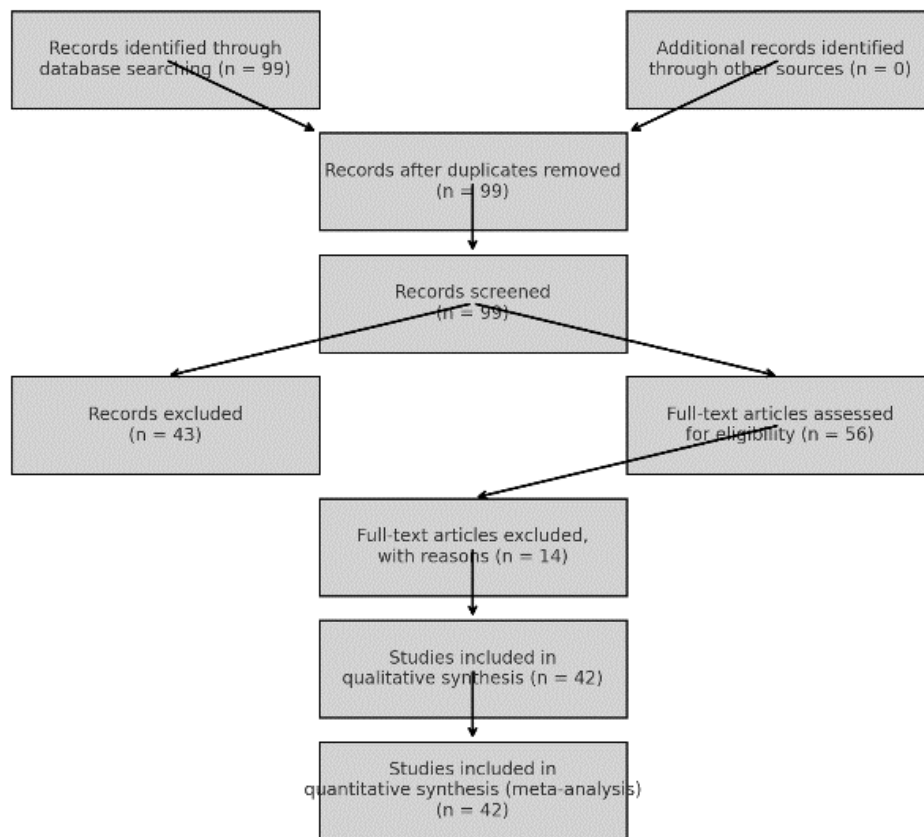 Records identified through
database searching (n = 99)
Additional records identified
through other sources (n = 0)
Records after duplicates removed
(n = 99)
Records screened
(n = 99)
Records excluded
(n = 43)
Full-text articles assessed
for eligibility (n = 56)
Full-text articles excluded,
with reasons (n = 14)
Studies included in
qualitative synthesis (n = 42)
Studies included in
quantitative synthesis (meta-analysis)
(n = 42)